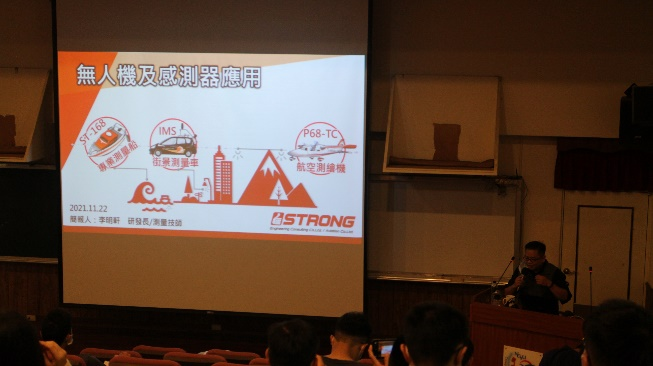 無人機及感測器應用
ST-168
專業測量船
IMS
街景測量車
P68-TC
航空測繪機
2021.11.22
簡報人：李明軒 研發長/測量技師
STRONG